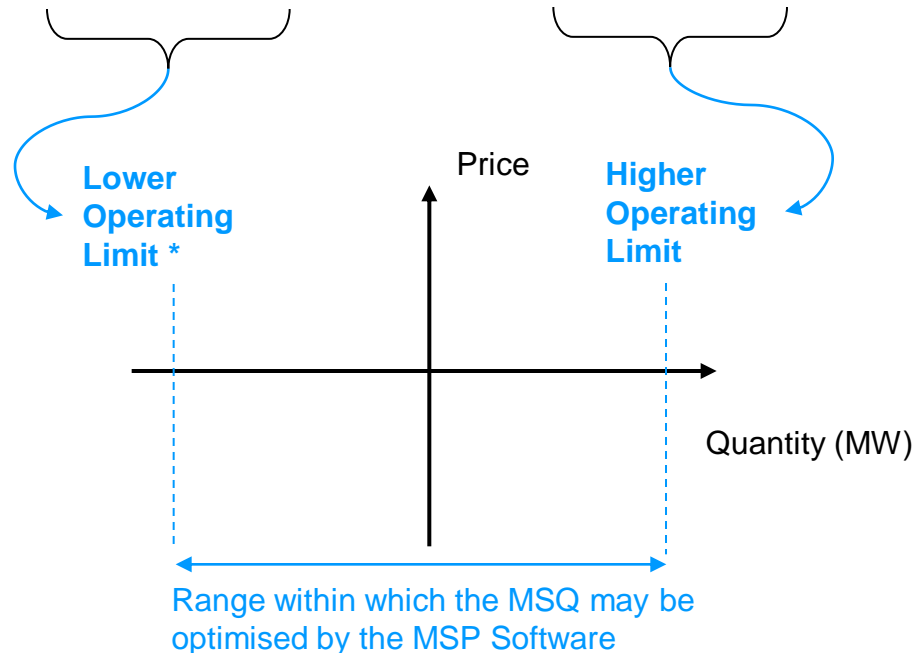 Price
Lower
Operating
Limit *
Higher
Operating
Limit
Quantity (MW)
Range within which the MSQ may be
optimised by the MSP Software